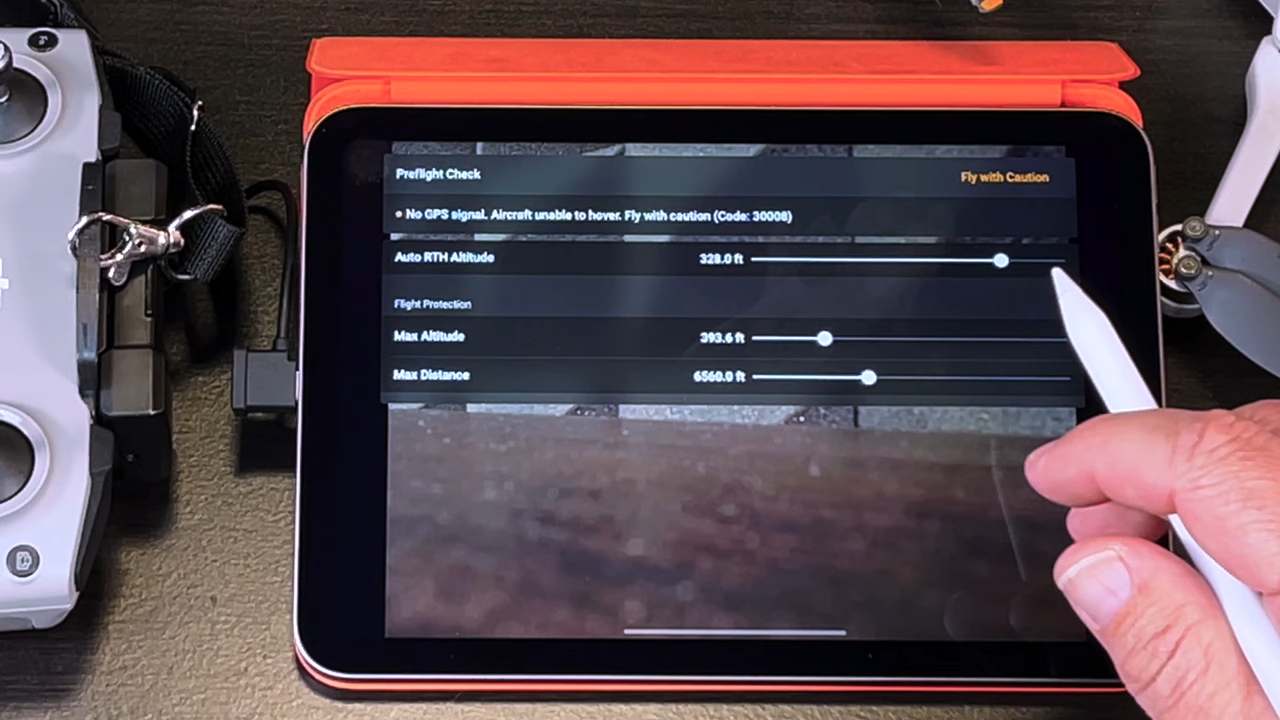 Preflight Check
Fly with Caution
No GPS signal. Aircraft unable to hover. Fly with caution (Code: 30008)
Auto RTH Altitude 328.0 ft
Flight Protection
Max Altitude 393.6 ft
Max Distance 6560.0 ft